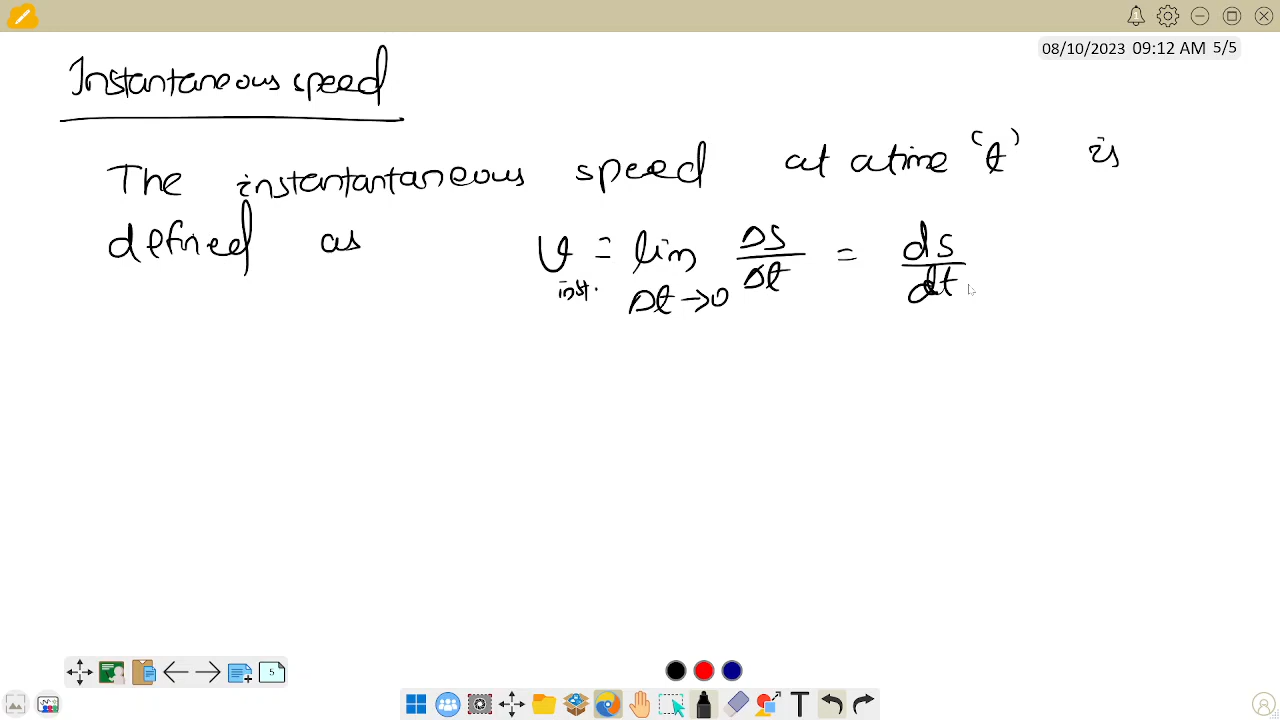 08/10/2023 09:12 AM 5/5
Instantaneous speed
The instantantaneous speed at a time 't' is
defined as v inst. = lim Δt→0 Δs/Δt = ds/dt
5
T